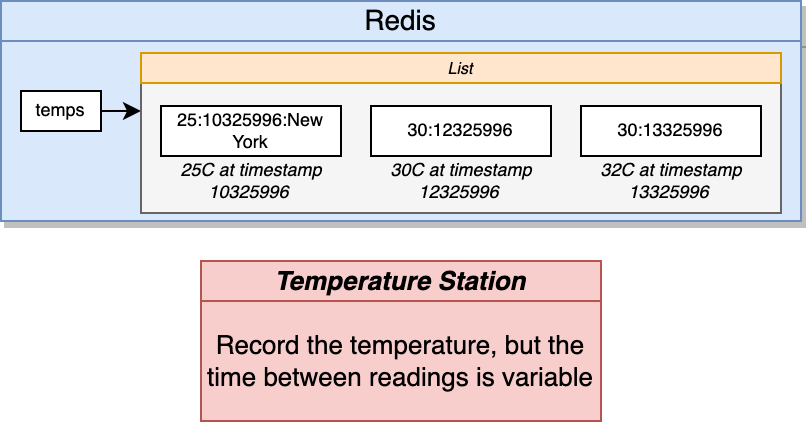 Redis
List
temps
25:10325996:New
York
30:12325996
30:13325996
25C at timestamp
10325996
30C at timestamp
12325996
32C at timestamp
13325996
Temperature Station
Record the temperature, but the
time between readings is variable